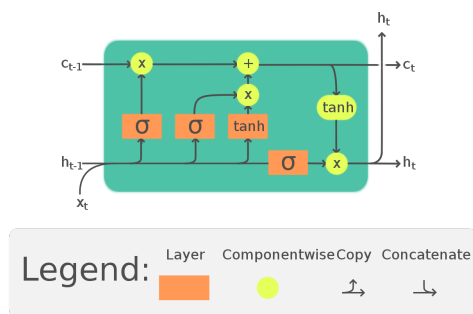 h_t
c_{t-1} x + c_t
x
tanh
σ σ tanh
h_{t-1} σ x h_t
x_t
Legend:
Layer Componentwise Copy Concatenate